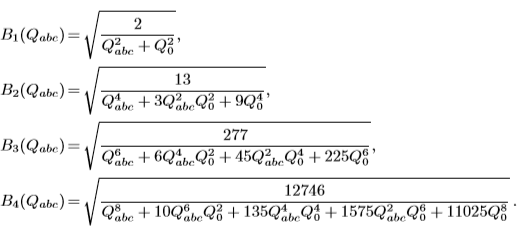 B_1(Q_{abc}) = \sqrt{\frac{2}{Q_{abc}^2 + Q_0^2}},
B_2(Q_{abc}) = \sqrt{\frac{13}{Q_{abc}^4 + 3Q_{abc}^2 Q_0^2 + 9Q_0^4}},
B_3(Q_{abc}) = \sqrt{\frac{277}{Q_{abc}^6 + 6Q_{abc}^4 Q_0^2 + 45Q_{abc}^2 Q_0^4 + 225Q_0^6}},
B_4(Q_{abc}) = \sqrt{\frac{12746}{Q_{abc}^8 + 10Q_{abc}^6 Q_0^2 + 135Q_{abc}^4 Q_0^4 + 1575Q_{abc}^2 Q_0^6 + 11025Q_0^8}}.